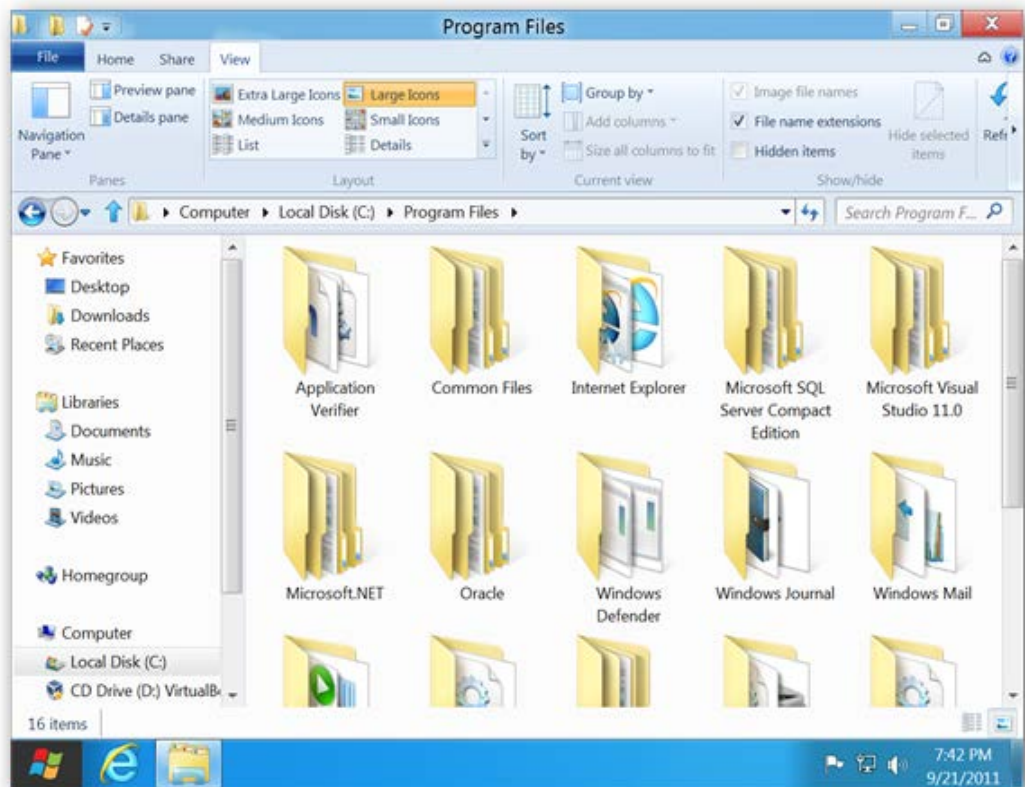 Program Files
File Home Share View
Preview pane
Details pane
Navigation
Pane
Panes
Extra Large Icons Large Icons
Medium Icons Small Icons
List Details
Layout
Sort
by
Group by
Add columns
Size all columns to fit
Current view
Image file names
File name extensions
Hidden items
Hide selected
items
Show/hide
Refr
Computer Local Disk (C:) Program Files
Search Program F...
Favorites
Desktop
Downloads
Recent Places
Libraries
Documents
Music
Pictures
Videos
Homegroup
Computer
Local Disk (C:)
CD Drive (D:) VirtualB
Application
Verifier
Common Files
Internet Explorer
Microsoft SQL
Server Compact
Edition
Microsoft Visual
Studio 11.0
Microsoft.NET
Oracle
Windows
Defender
Windows Journal
Windows Mail
16 items
7:42 PM
9/21/2011